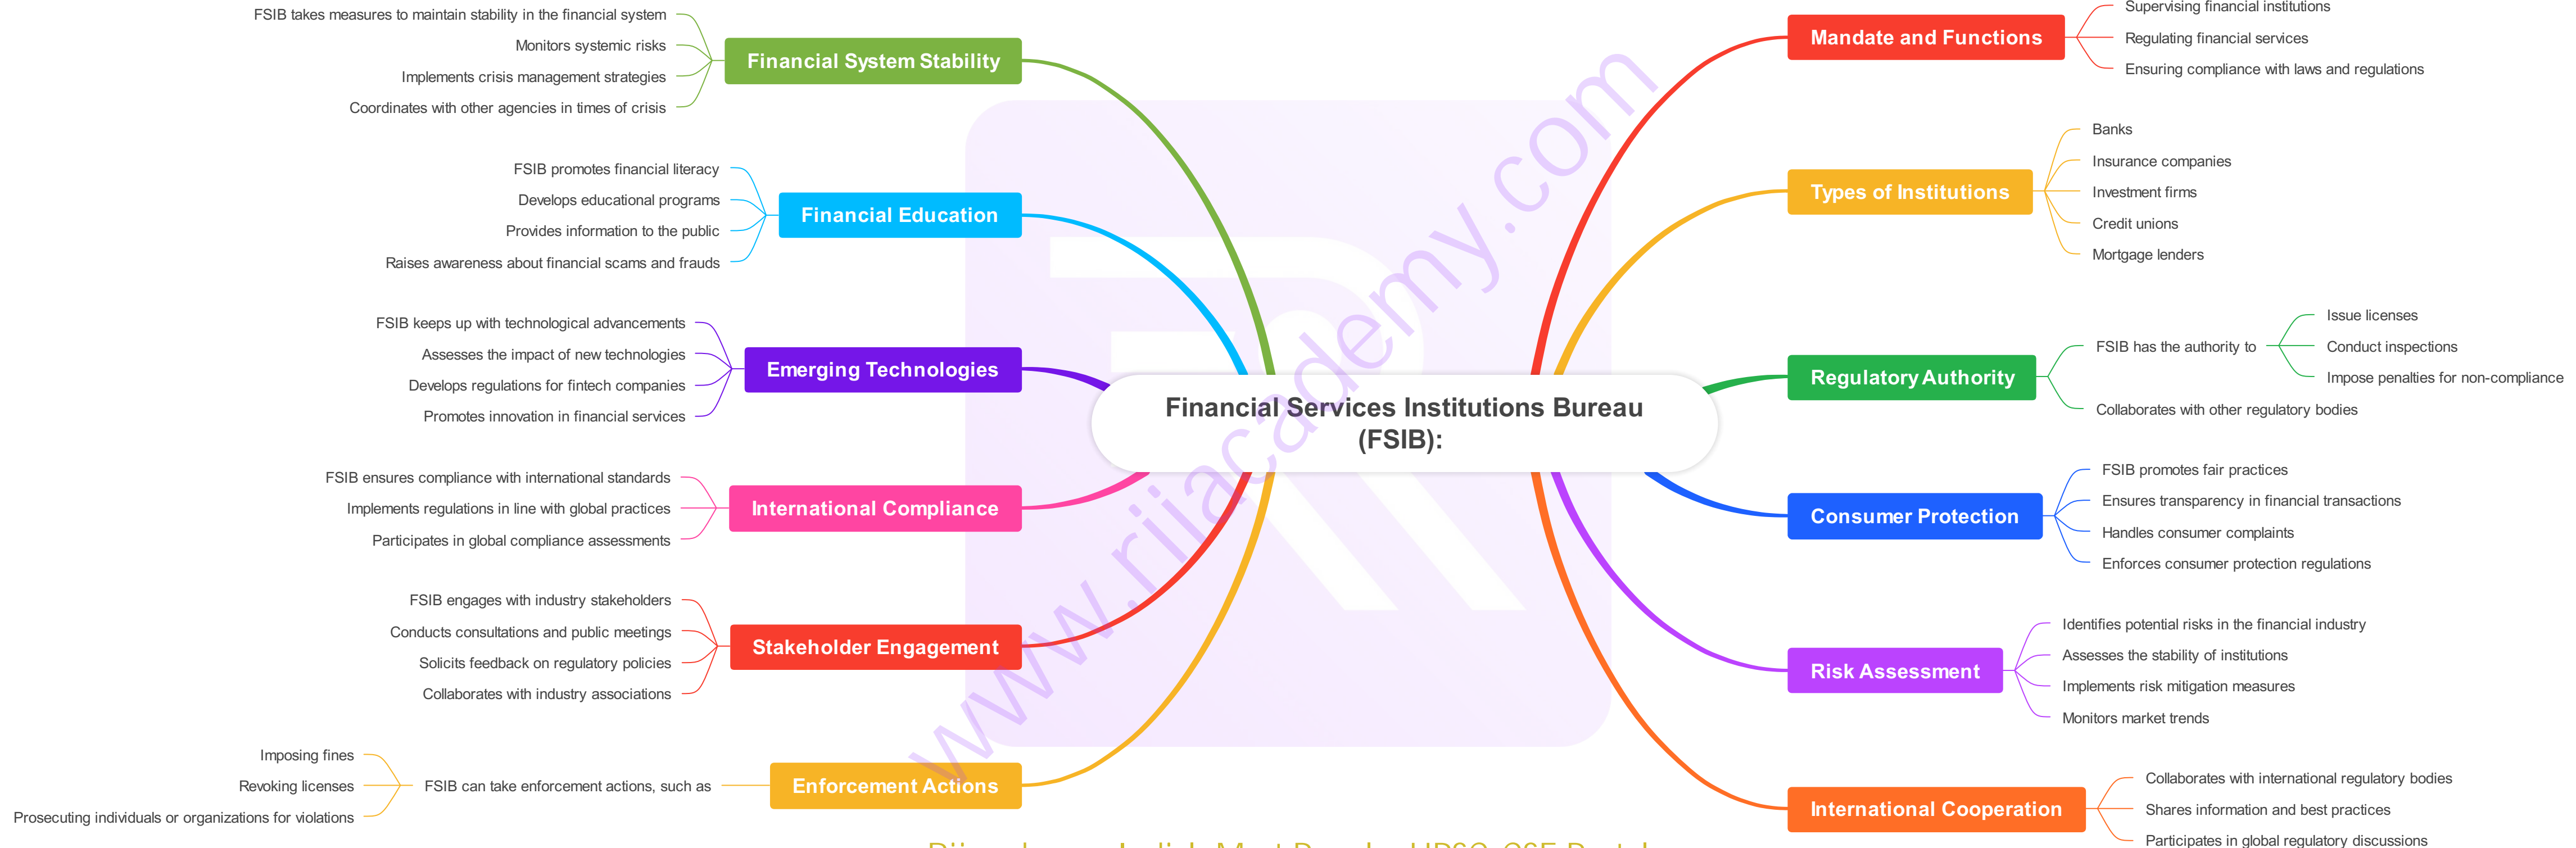 Financial Services Institutions Bureau
(FSIB):
Mandate and Functions
Supervising financial institutions
Regulating financial services
Ensuring compliance with laws and regulations
Types of Institutions
Banks
Insurance companies
Investment firms
Credit unions
Mortgage lenders
Regulatory Authority
FSIB has the authority to
Issue licenses
Conduct inspections
Impose penalties for non-compliance
Collaborates with other regulatory bodies
Consumer Protection
FSIB promotes fair practices
Ensures transparency in financial transactions
Handles consumer complaints
Enforces consumer protection regulations
Risk Assessment
Identifies potential risks in the financial industry
Assesses the stability of institutions
Implements risk mitigation measures
Monitors market trends
International Cooperation
Collaborates with international regulatory bodies
Shares information and best practices
Participates in global regulatory discussions
Financial System Stability
FSIB takes measures to maintain stability in the financial system
Monitors systemic risks
Implements crisis management strategies
Coordinates with other agencies in times of crisis
Financial Education
FSIB promotes financial literacy
Develops educational programs
Provides information to the public
Raises awareness about financial scams and frauds
Emerging Technologies
FSIB keeps up with technological advancements
Assesses the impact of new technologies
Develops regulations for fintech companies
Promotes innovation in financial services
International Compliance
FSIB ensures compliance with international standards
Implements regulations in line with global practices
Participates in global compliance assessments
Stakeholder Engagement
FSIB engages with industry stakeholders
Conducts consultations and public meetings
Solicits feedback on regulatory policies
Collaborates with industry associations
Enforcement Actions
FSIB can take enforcement actions, such as
Imposing fines
Revoking licenses
Prosecuting individuals or organizations for violations
www.rijacademy.com